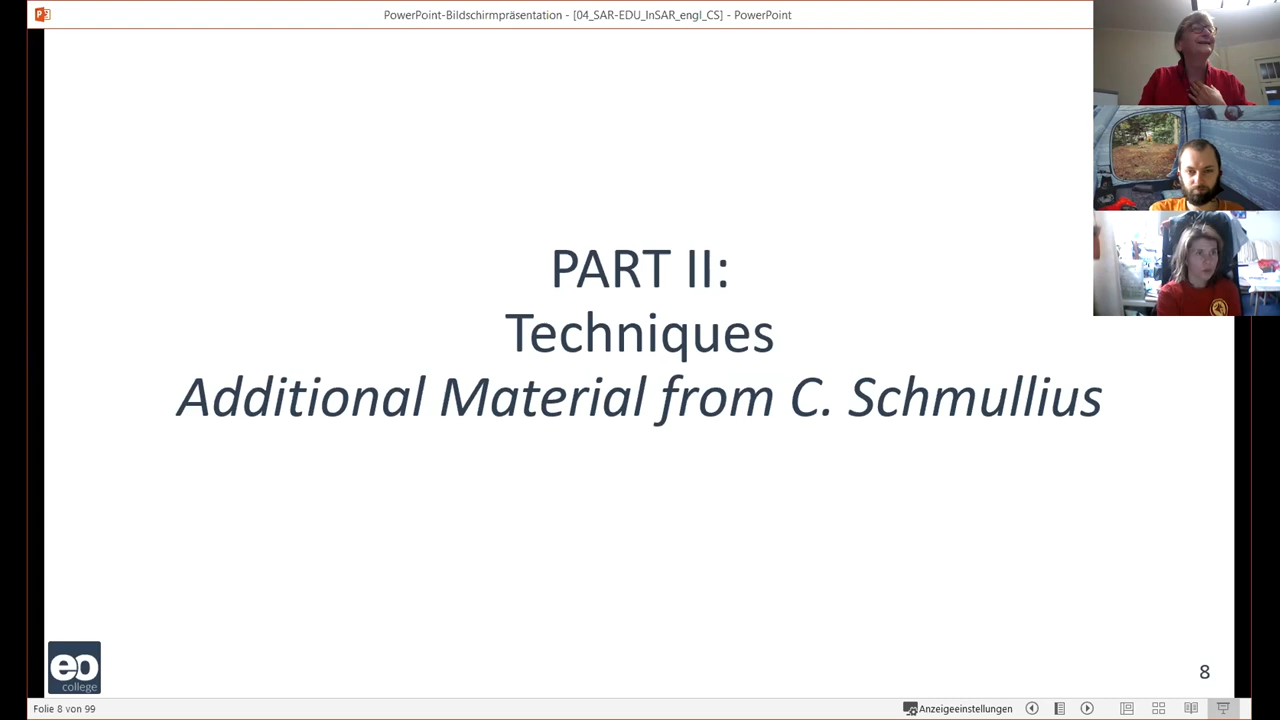 PowerPoint-Bildschirmpräsentation - [04_SAR-EDU_InSAR_engl_CS] - PowerPoint
PART II:
Techniques
Additional Material from C. Schmullius
eo
college
8
Folie 8 von 99
Anzeigeeinstellungen